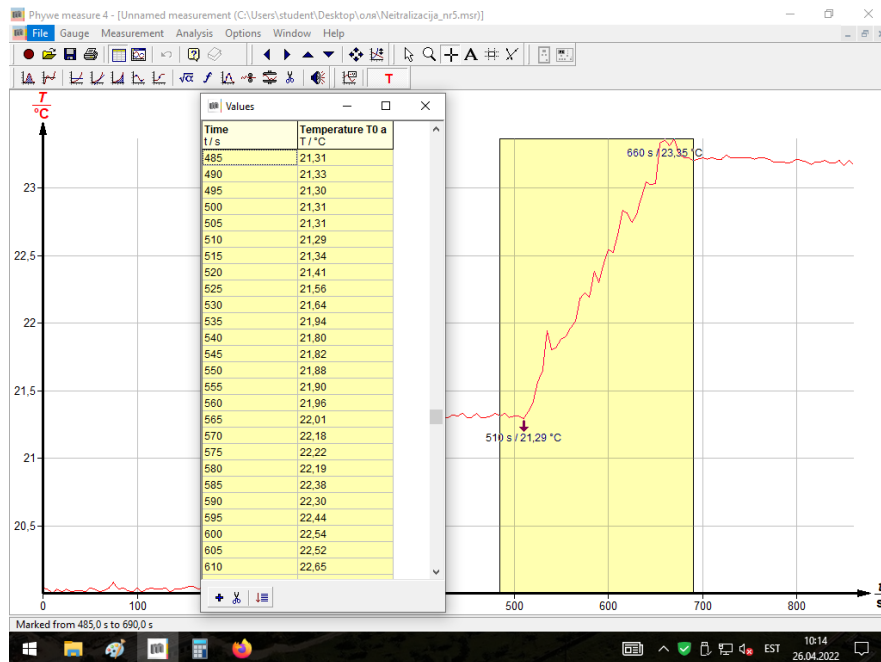 Phywe measure 4 - [Unnamed measurement (C:\Users\student\Desktop\оля\Neitralizacija_nr5.msr)]
File Gauge Measurement Analysis Options Window Help
A
√α f
T
T
°C
Values
Time Temperature T0 a
t / s T / °C
485 21,31
490 21,33
495 21,30
500 21,31
505 21,31
510 21,29
515 21,34
520 21,41
525 21,56
530 21,64
535 21,94
540 21,80
545 21,82
550 21,88
555 21,90
560 21,96
565 22,01
570 22,18
575 22,22
580 22,19
585 22,38
590 22,30
595 22,44
600 22,54
605 22,52
610 22,65
660 s / 23,35 °C
510 s / 21,29 °C
23
22,5
22
21,5
21
20,5
0 100 500 600 700 800
s
Marked from 485,0 s to 690,0 s
EST
10:14
26.04.2022